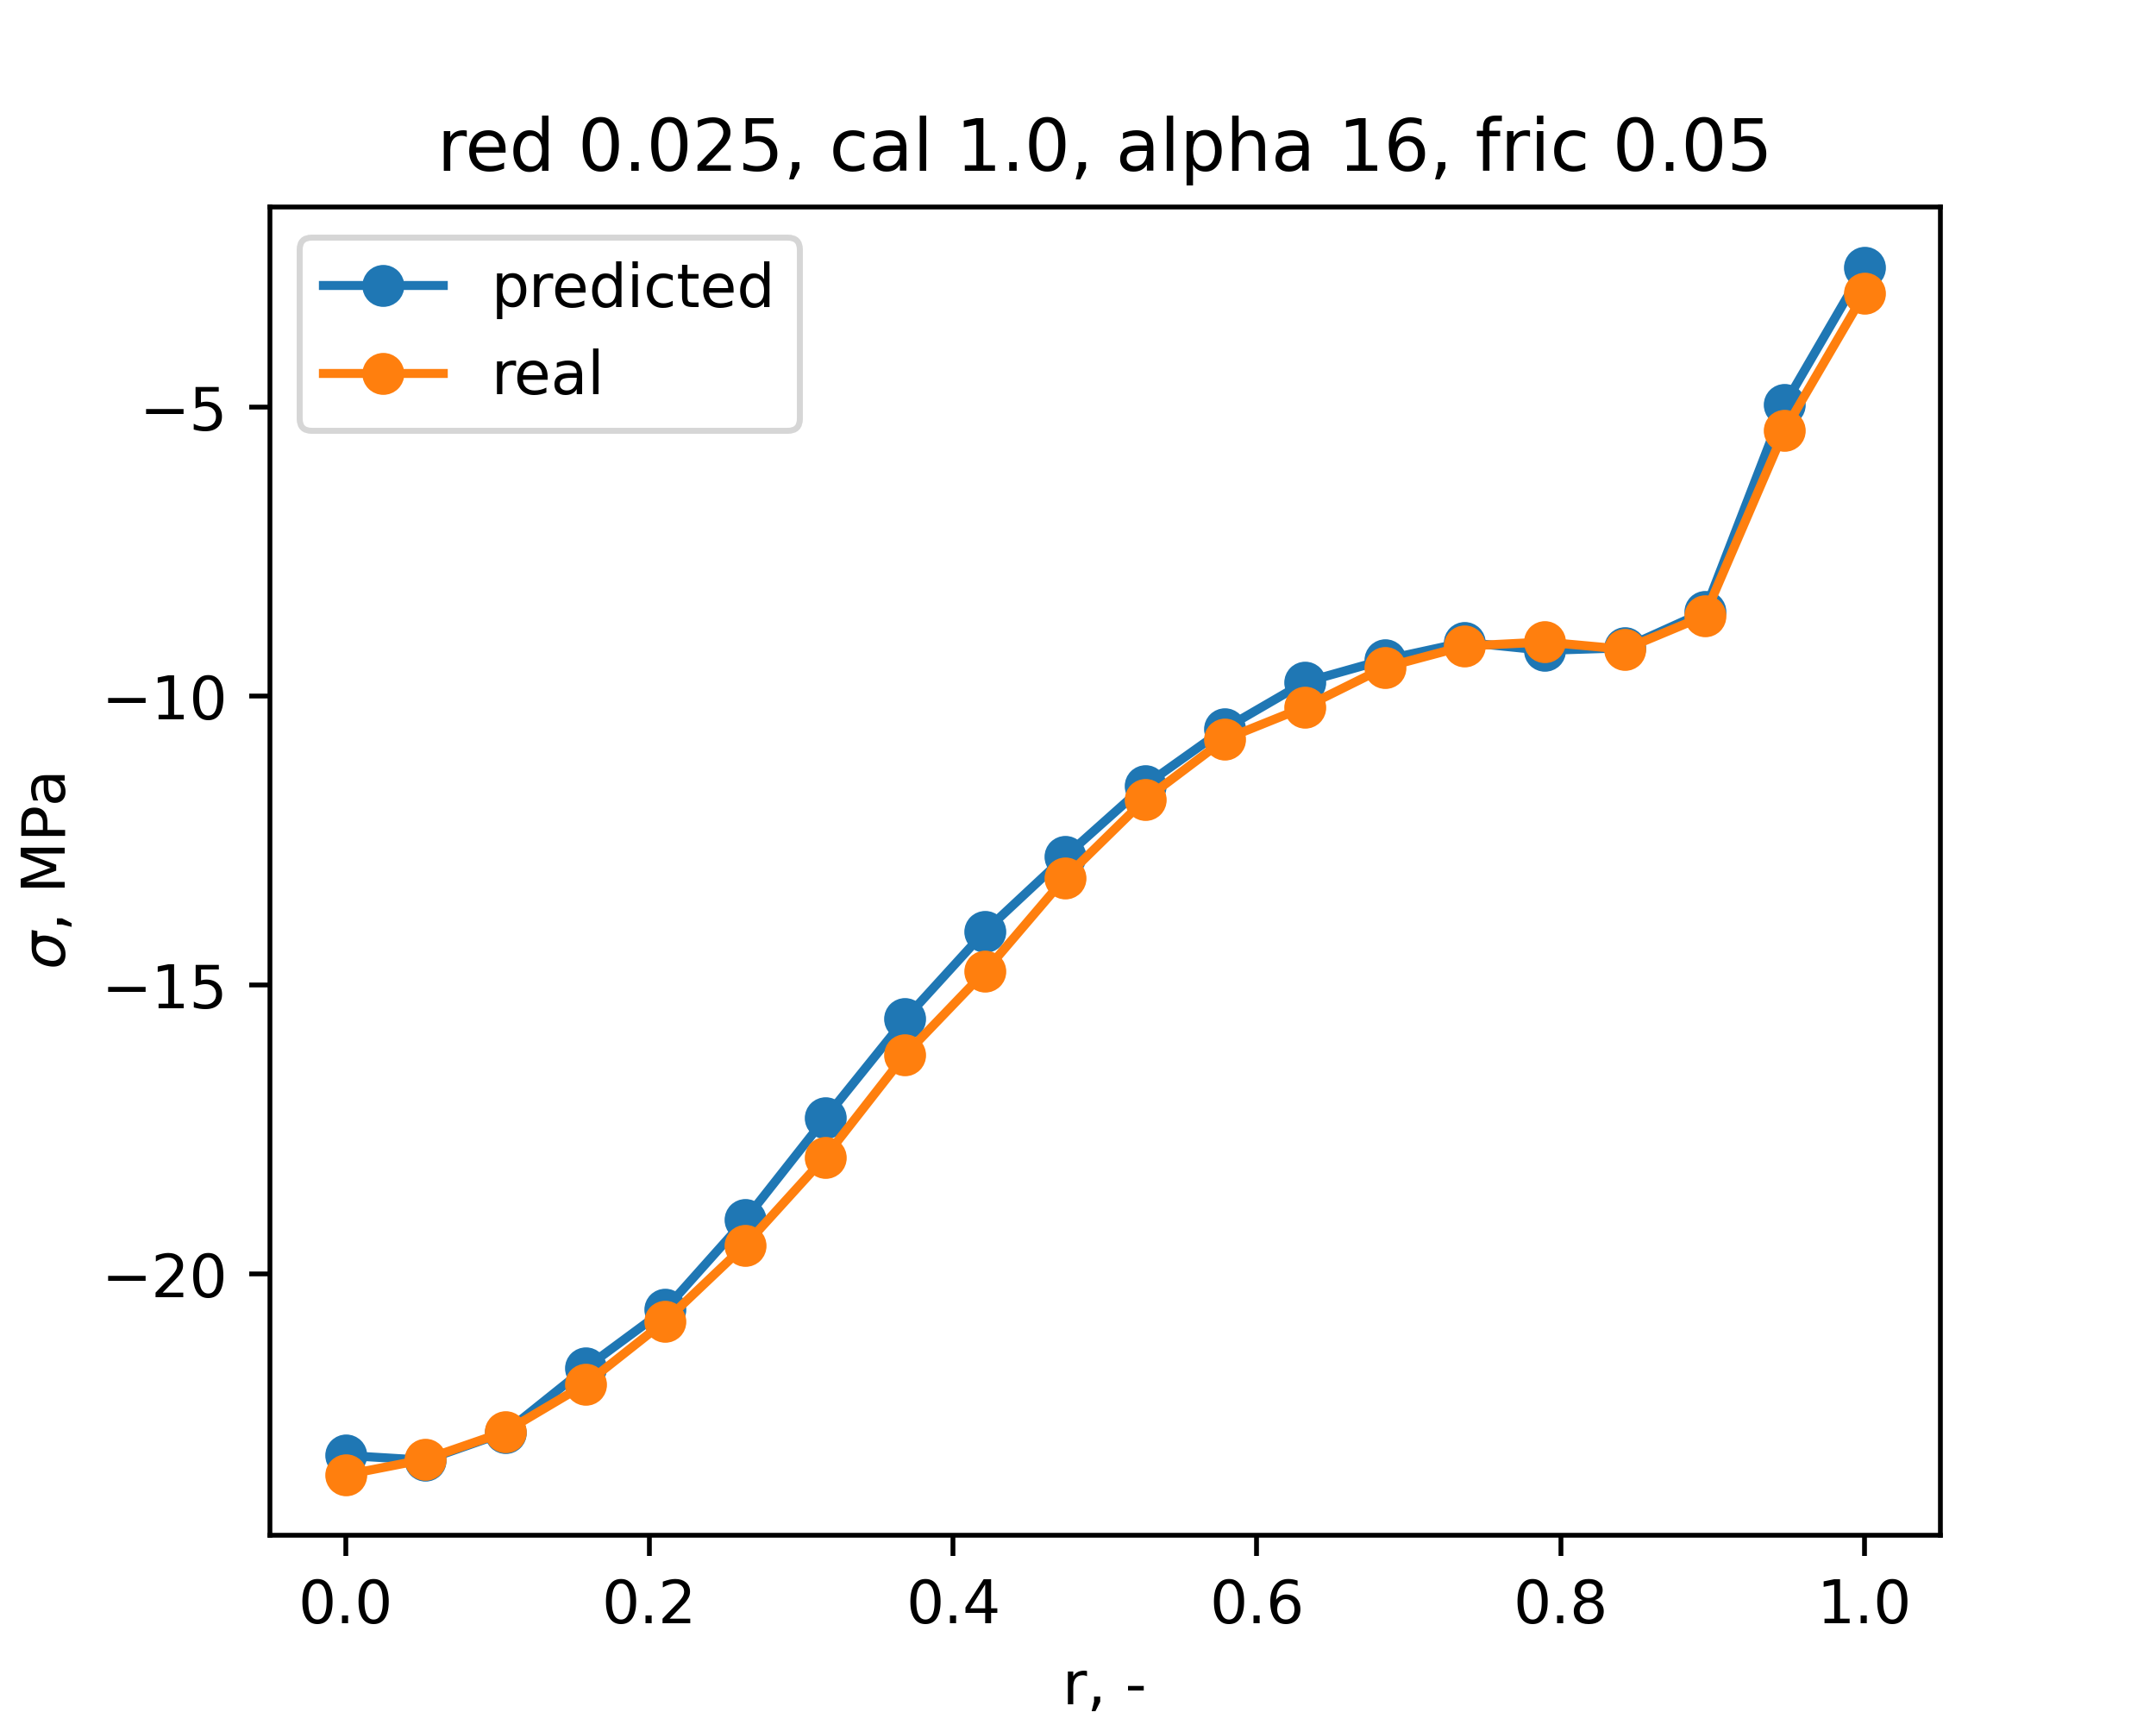 red 0.025, cal 1.0, alpha 16, fric 0.05
predicted
real
−5
−10
−15
−20
σ, MPa
0.0 0.2 0.4 0.6 0.8 1.0
r, -